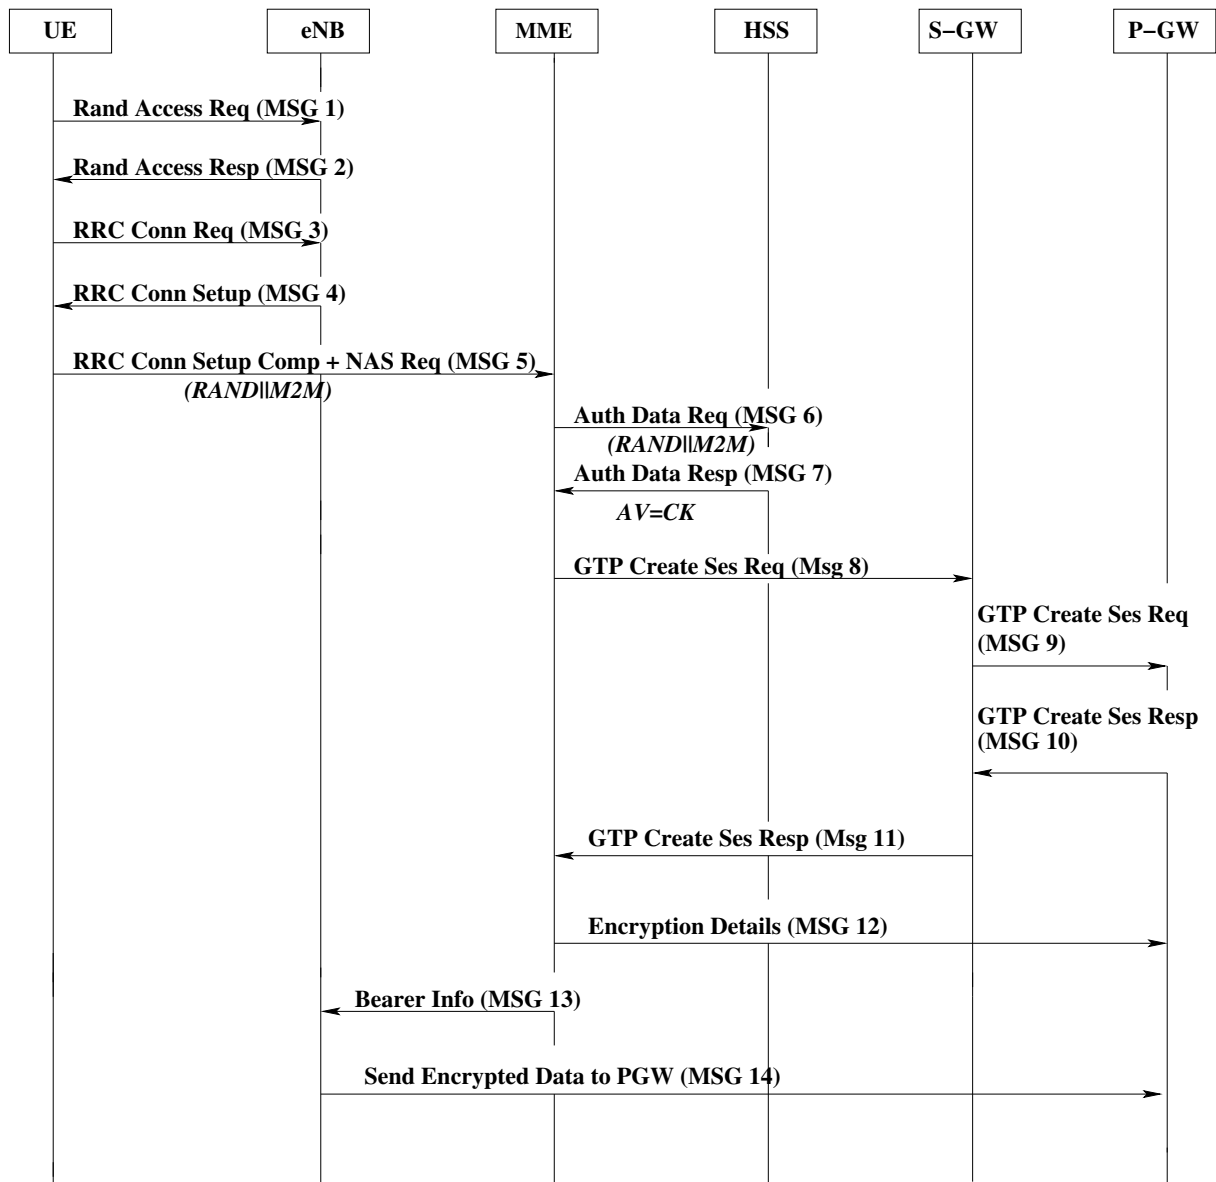 UE eNB MME HSS S-GW P-GW
Rand Access Req (MSG 1)
Rand Access Resp (MSG 2)
RRC Conn Req (MSG 3)
RRC Conn Setup (MSG 4)
RRC Conn Setup Comp + NAS Req (MSG 5)
(RAND||M2M)
Auth Data Req (MSG 6)
(RAND||M2M)
Auth Data Resp (MSG 7)
AV=CK
GTP Create Ses Req (Msg 8)
GTP Create Ses Req
(MSG 9)
GTP Create Ses Resp
(MSG 10)
GTP Create Ses Resp (Msg 11)
Encryption Details (MSG 12)
Bearer Info (MSG 13)
Send Encrypted Data to PGW (MSG 14)